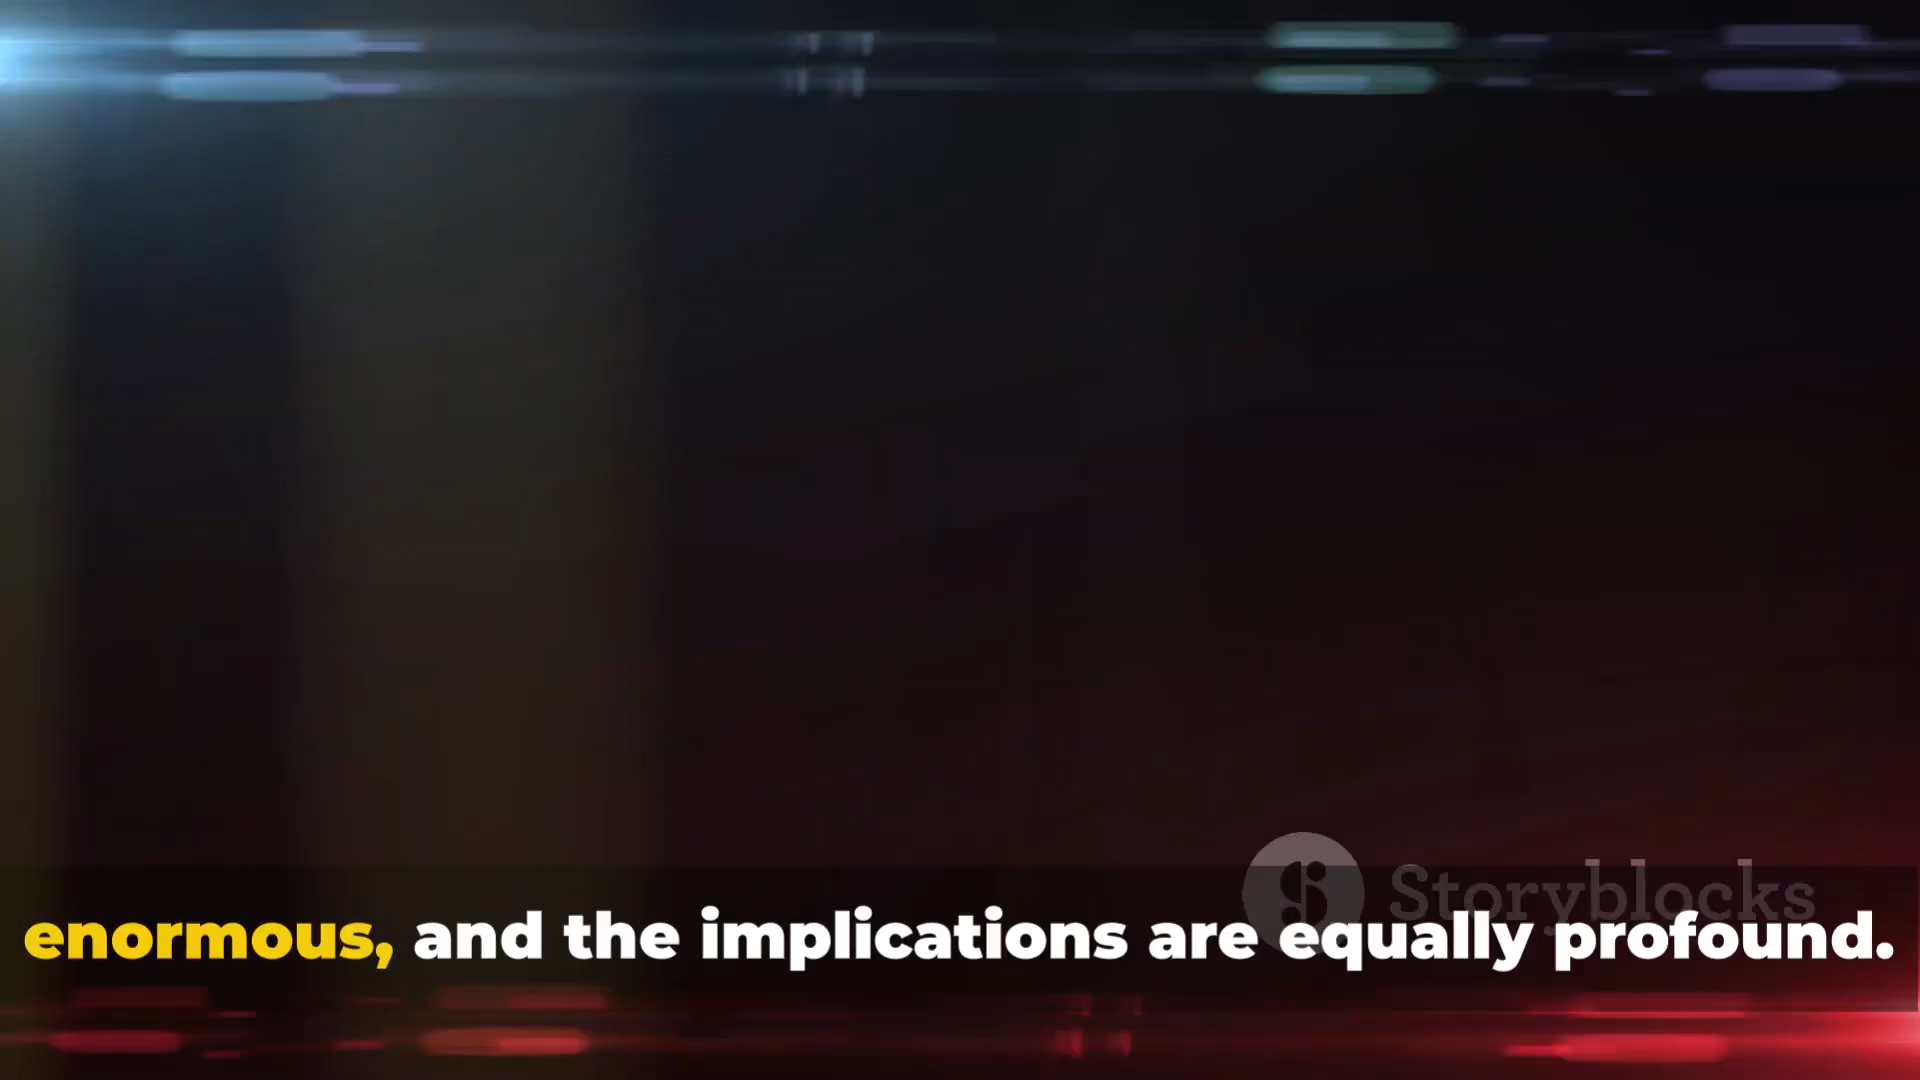 Storyblocks
enormous, and the implications are equally profound.